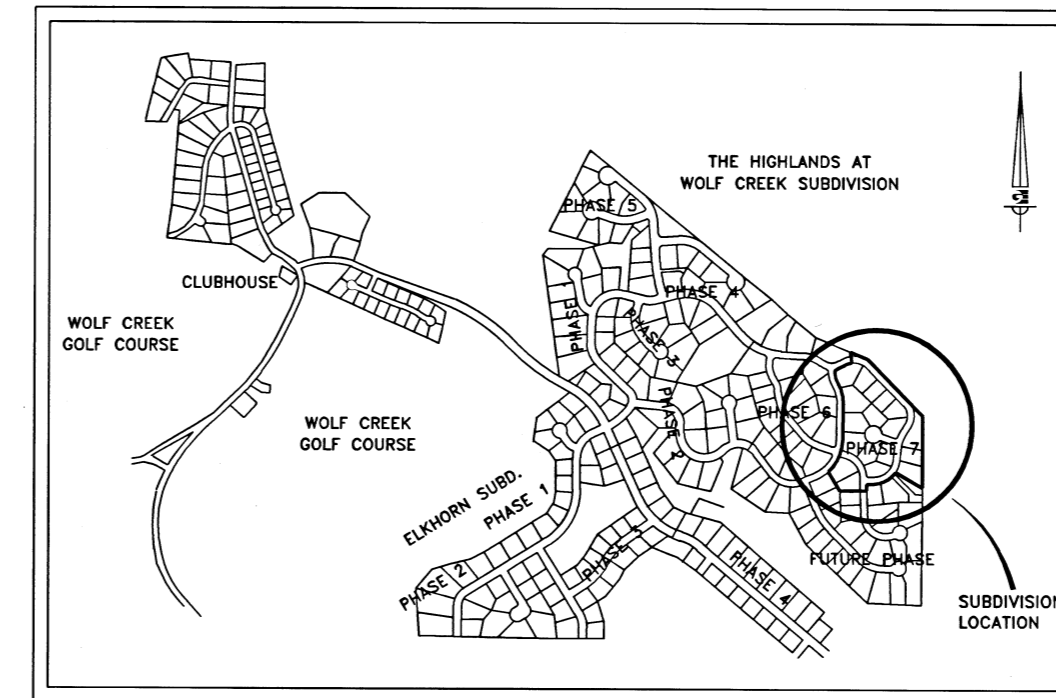 THE HIGHLANDS AT
WOLF CREEK SUBDIVISION
PHASE 5
CLUBHOUSE
PHASE 4
PHASE 1
WOLF CREEK
GOLF COURSE
PHASE 3
WOLF CREEK
GOLF COURSE
PHASE 2
PHASE 6
PHASE 7
ELKHORN SUBD.
PHASE 1
PHASE 2
PHASE 3
PHASE 4
FUTURE PHASE
SUBDIVISION
LOCATION